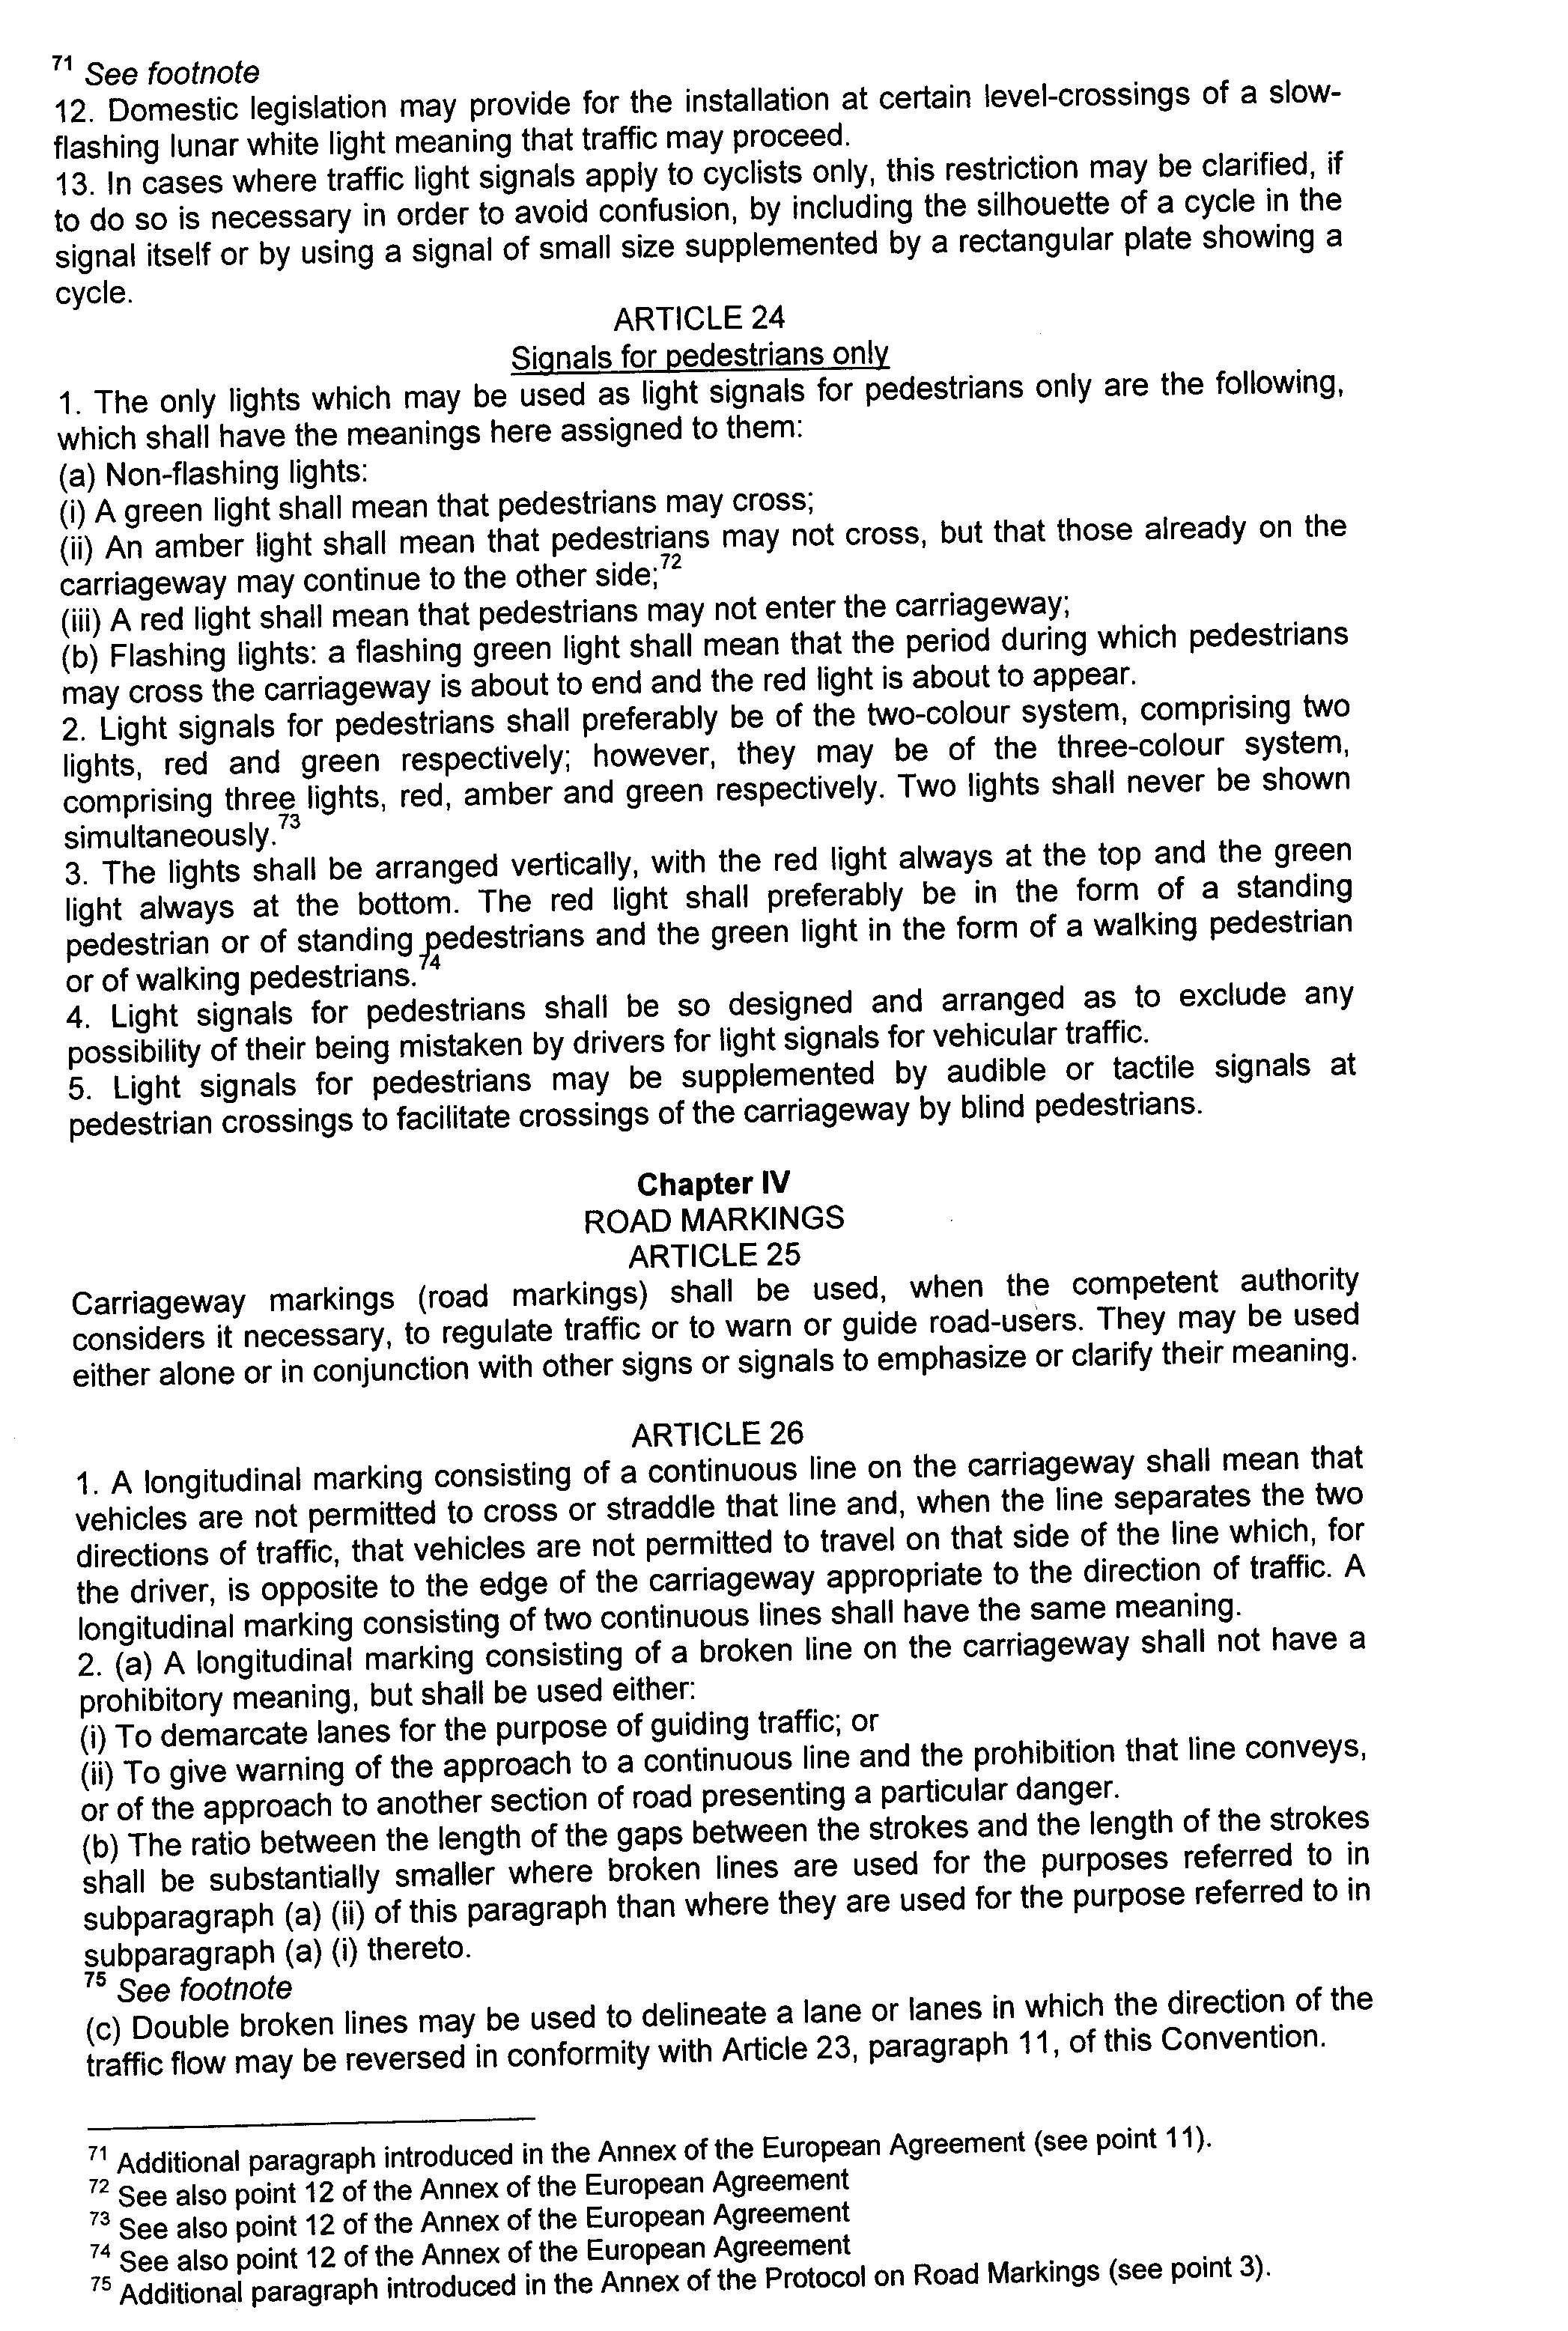 71 See footnote
12. Domestic legislation may provide for the installation at certain level-crossings of a slow-
flashing lunar white light meaning that traffic may proceed.
13. In cases where traffic light signals apply to cyclists only, this restriction may be clarified, if
to do so is necessary in order to avoid confusion, by including the silhouette of a cycle in the
signal itself or by using a signal of small size supplemented by a rectangular plate showing a
cycle.
ARTICLE 24
Signals for pedestrians only
1. The only lights which may be used as light signals for pedestrians only are the following,
which shall have the meanings here assigned to them:
(a) Non-flashing lights:
(i) A green light shall mean that pedestrians may cross;
(ii) An amber light shall mean that pedestrians may not cross, but that those already on the
carriageway may continue to the other side;72
(iii) A red light shall mean that pedestrians may not enter the carriageway;
(b) Flashing lights: a flashing green light shall mean that the period during which pedestrians
may cross the carriageway is about to end and the red light is about to appear.
2. Light signals for pedestrians shall preferably be of the two-colour system, comprising two
lights, red and green respectively; however, they may be of the three-colour system,
comprising three lights, red, amber and green respectively. Two lights shall never be shown
simultaneously.73
3. The lights shall be arranged vertically, with the red light always at the top and the green
light always at the bottom. The red light shall preferably be in the form of a standing
pedestrian or of standing pedestrians and the green light in the form of a walking pedestrian
or of walking pedestrians.74
4. Light signals for pedestrians shall be so designed and arranged as to exclude any
possibility of their being mistaken by drivers for light signals for vehicular traffic.
5. Light signals for pedestrians may be supplemented by audible or tactile signals at
pedestrian crossings to facilitate crossings of the carriageway by blind pedestrians.
Chapter IV
ROAD MARKINGS
ARTICLE 25
Carriageway markings (road markings) shall be used, when the competent authority
considers it necessary, to regulate traffic or to warn or guide road-users. They may be used
either alone or in conjunction with other signs or signals to emphasize or clarify their meaning.
ARTICLE 26
1. A longitudinal marking consisting of a continuous line on the carriageway shall mean that
vehicles are not permitted to cross or straddle that line and, when the line separates the two
directions of traffic, that vehicles are not permitted to travel on that side of the line which, for
the driver, is opposite to the edge of the carriageway appropriate to the direction of traffic. A
longitudinal marking consisting of two continuous lines shall have the same meaning.
2. (a) A longitudinal marking consisting of a broken line on the carriageway shall not have a
prohibitory meaning, but shall be used either:
(i) To demarcate lanes for the purpose of guiding traffic; or
(ii) To give warning of the approach to a continuous line and the prohibition that line conveys,
or of the approach to another section of road presenting a particular danger.
(b) The ratio between the length of the gaps between the strokes and the length of the strokes
shall be substantially smaller where broken lines are used for the purposes referred to in
subparagraph (a) (ii) of this paragraph than where they are used for the purpose referred to in
subparagraph (a) (i) thereto.
75 See footnote
(c) Double broken lines may be used to delineate a lane or lanes in which the direction of the
traffic flow may be reversed in conformity with Article 23, paragraph 11, of this Convention.
71 Additional paragraph introduced in the Annex of the European Agreement (see point 11).
72 See also point 12 of the Annex of the European Agreement
73 See also point 12 of the Annex of the European Agreement
74 See also point 12 of the Annex of the European Agreement
75 Additional paragraph introduced in the Annex of the Protocol on Road Markings (see point 3).